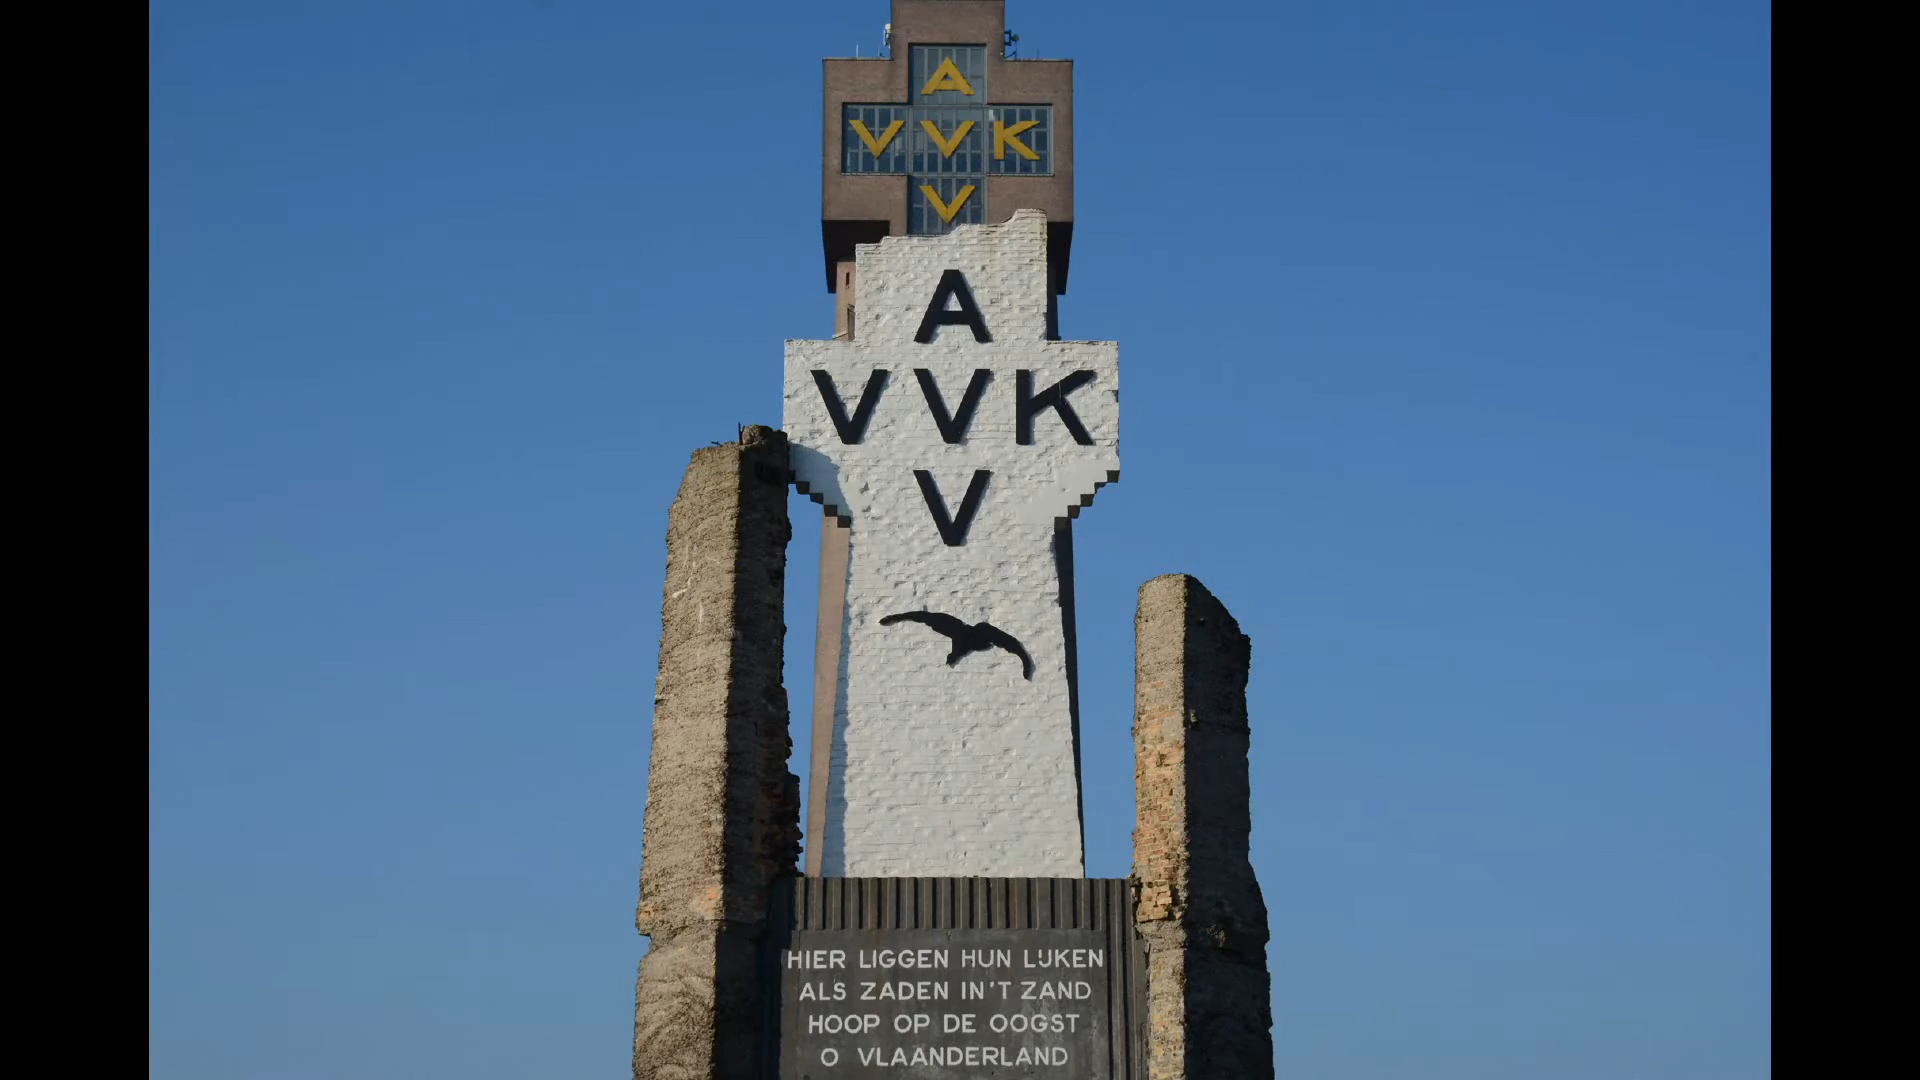 A
VVK
V
A
VVK
V
HIER LIGGEN HUN LIJKEN
ALS ZADEN IN'T ZAND
HOOP OP DE OOGST
O VLAANDERLAND